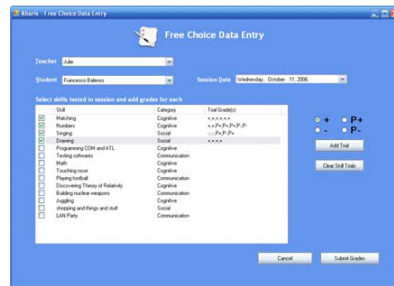 Abaris - Free Choice Data Entry
Free Choice Data Entry
Teacher Julie
Student Francesco Balenos Session Date Wednesday, October 11, 2006
Select skills tested in session and add grades for each
Skill Category Trial Grade(s)
Matching Cognitive
Numbers Cognitive
Singing Social
Drawing Social
Programming COM and ATL Cognitive
Testing softwares Communication
Math Cognitive
Touching nose Cognitive
Playing football Communication
Discovering Theory of Relativity Cognitive
Building nuclear weapons Communication
Juggling Cognitive
shopping and things and stuff Social
LAN Party Communication
+ P+
- P-
Add Trial
Clear Skill Trials
Cancel Submit Grades